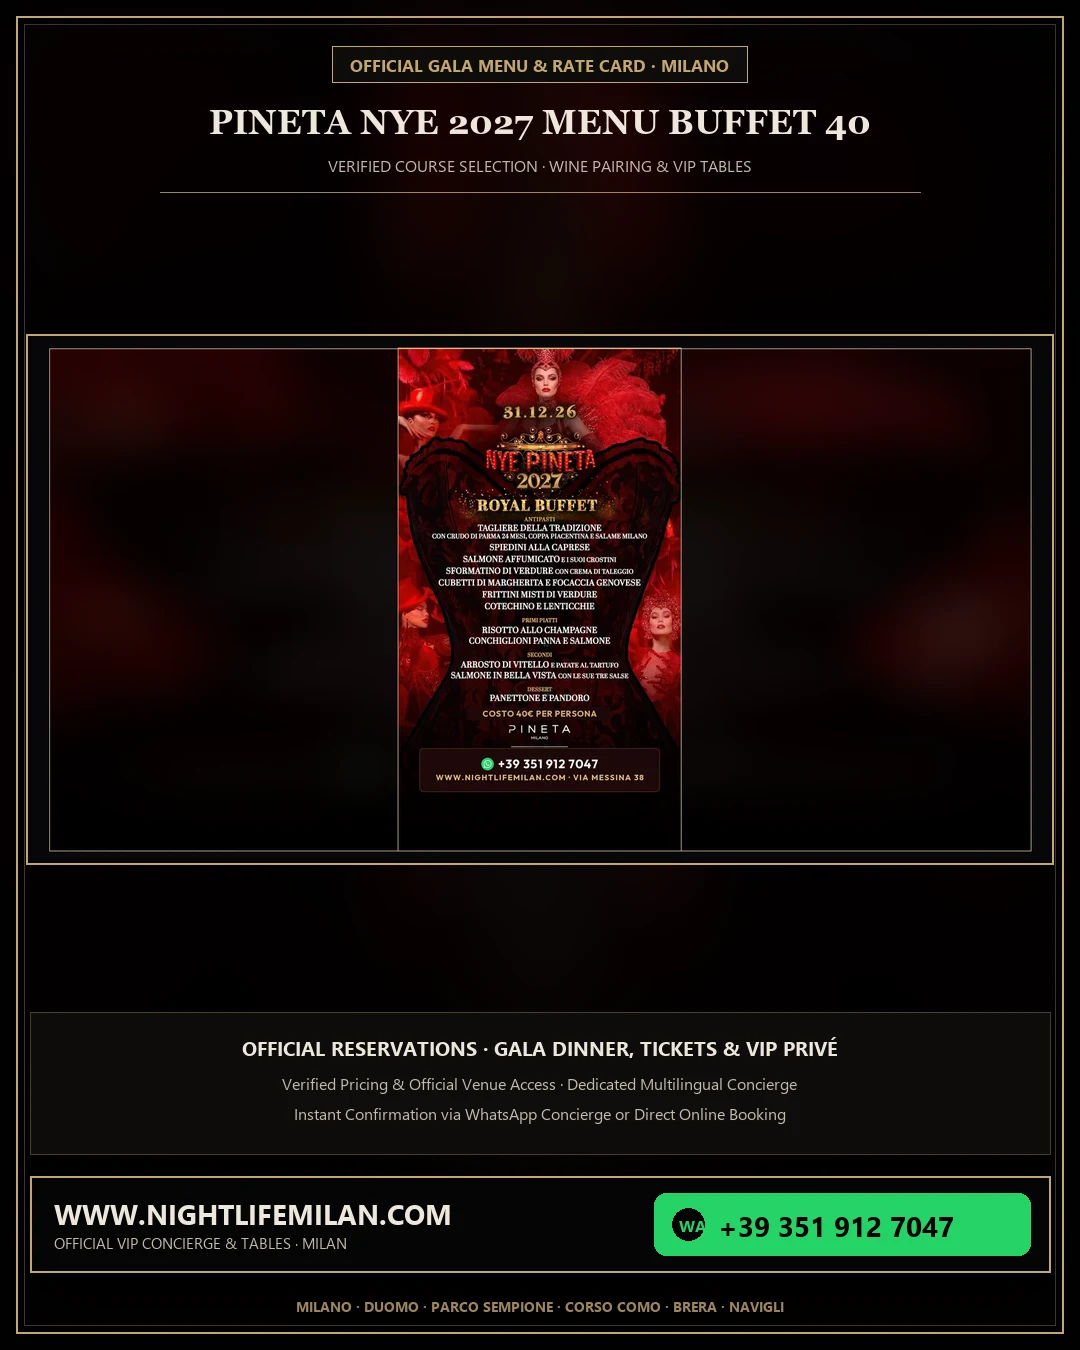 OFFICIAL GALA MENU & RATE CARD · MILANO
PINETA NYE 2027 MENU BUFFET 40
VERIFIED COURSE SELECTION · WINE PAIRING & VIP TABLES
31.12.26
NYE PINETA
2027
ROYAL BUFFET
ANTIPASTI
TAGLIERE DELLA TRADIZIONE
CON CRUDO DI PARMA 24 MESI, COPPA PIACENTINA E SALAME MILANO
SPIEDINI ALLA CAPRESE
SALMONE AFFUMICATO E I SUOI CROSTINI
SFORMATINO DI VERDURE CON CREMA DI TALEGGIO
CUBETTI DI MARGHERITA E FOCACCIA GENOVESE
FRITTINI MISTI DI VERDURE
COTECHINO E LENTICCHIE
PRIMI PIATTI
RISOTTO ALLO CHAMPAGNE
CONCHIGLIONI PANNA E SALMONE
SECONDI
ARROSTO DI VITELLO E PATATE AL TARTUFO
SALMONE IN BELLA VISTA CON LE SUE TRE SALSE
DESSERT
PANETTONE E PANDORO
COSTO 40€ PER PERSONA
PINETA
MILANO
+39 351 912 7047
WWW.NIGHTLIFEMILAN.COM · VIA MESSINA 38
OFFICIAL RESERVATIONS · GALA DINNER, TICKETS & VIP PRIVÉ
Verified Pricing & Official Venue Access · Dedicated Multilingual Concierge
Instant Confirmation via WhatsApp Concierge or Direct Online Booking
WWW.NIGHTLIFEMILAN.COM
OFFICIAL VIP CONCIERGE & TABLES · MILAN
WA +39 351 912 7047
MILANO · DUOMO · PARCO SEMPIONE · CORSO COMO · BRERA · NAVIGLI